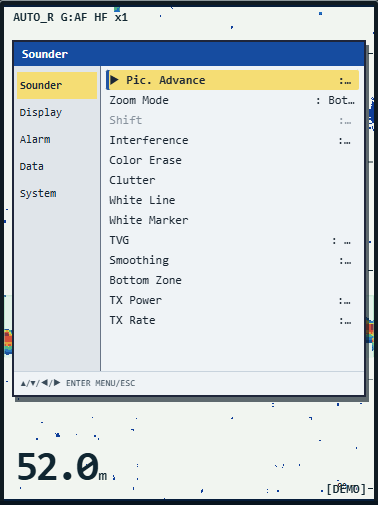 AUTO_R G:AF HF x1
Sounder
Sounder
Display
Alarm
Data
System
▶ Pic. Advance :…
Zoom Mode : Bot…
Shift :…
Interference :…
Color Erase
Clutter
White Line
White Marker
TVG : …
Smoothing :…
Bottom Zone
TX Power :…
TX Rate :…
▲/▼/◀/▶ ENTER MENU/ESC
52.0m
[DEMO]